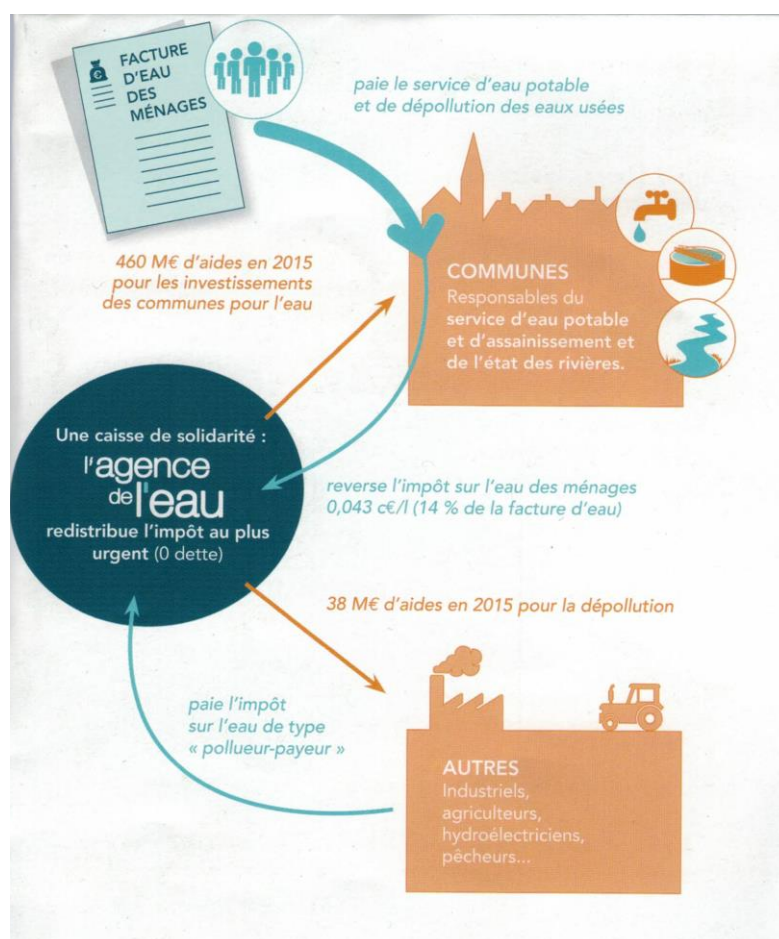 FACTURE
D'EAU
DES
MÉNAGES
paie le service d'eau potable
et de dépollution des eaux usées
460 M€ d'aides en 2015
pour les investissements
des communes pour l'eau
COMMUNES
Responsables du
service d'eau potable
et d'assainissement et
de l'état des rivières.
Une caisse de solidarité :
l'agence
de l'eau
redistribue l'impôt au plus
urgent (0 dette)
reverse l'impôt sur l'eau des ménages
0,043 c€/l (14 % de la facture d'eau)
38 M€ d'aides en 2015 pour la dépollution
paie l'impôt
sur l'eau de type
« pollueur-payeur »
AUTRES
Industriels,
agriculteurs,
hydroélectriciens,
pêcheurs...